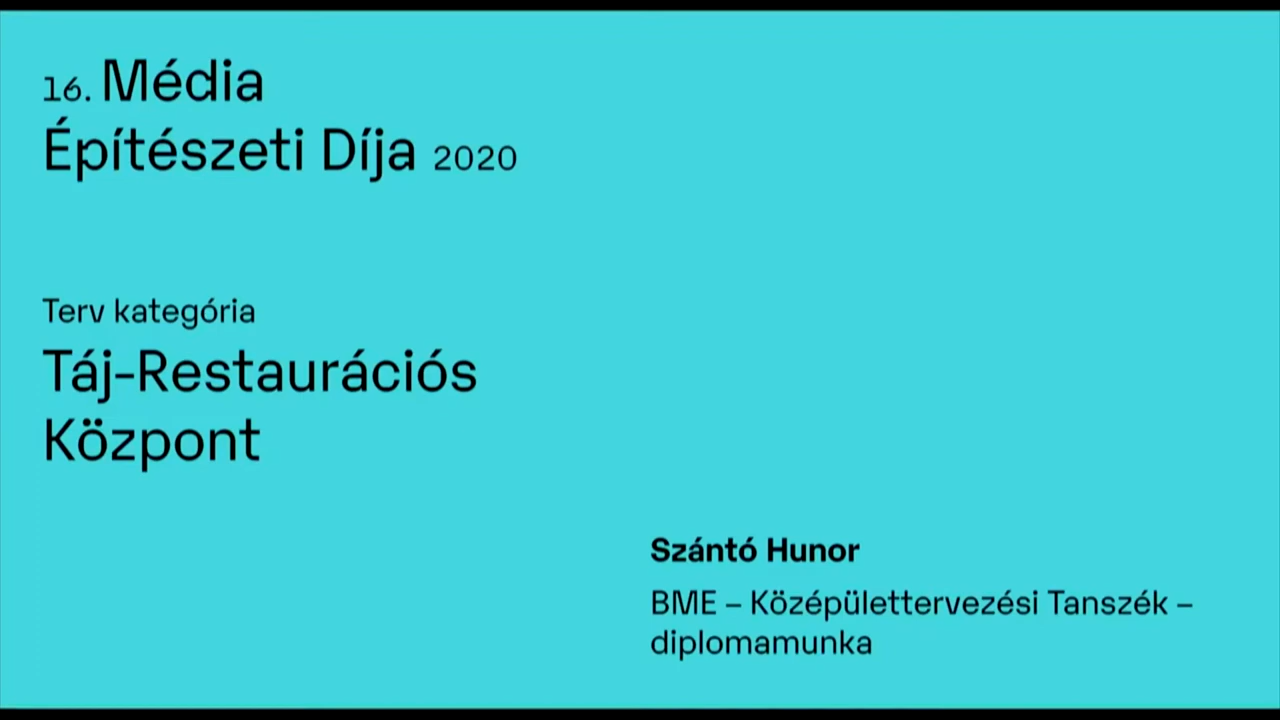 16. Média
Építészeti Díja 2020
Terv kategória
Táj-Restaurációs
Központ
Szántó Hunor
BME – Középülettervezési Tanszék –
diplomamunka